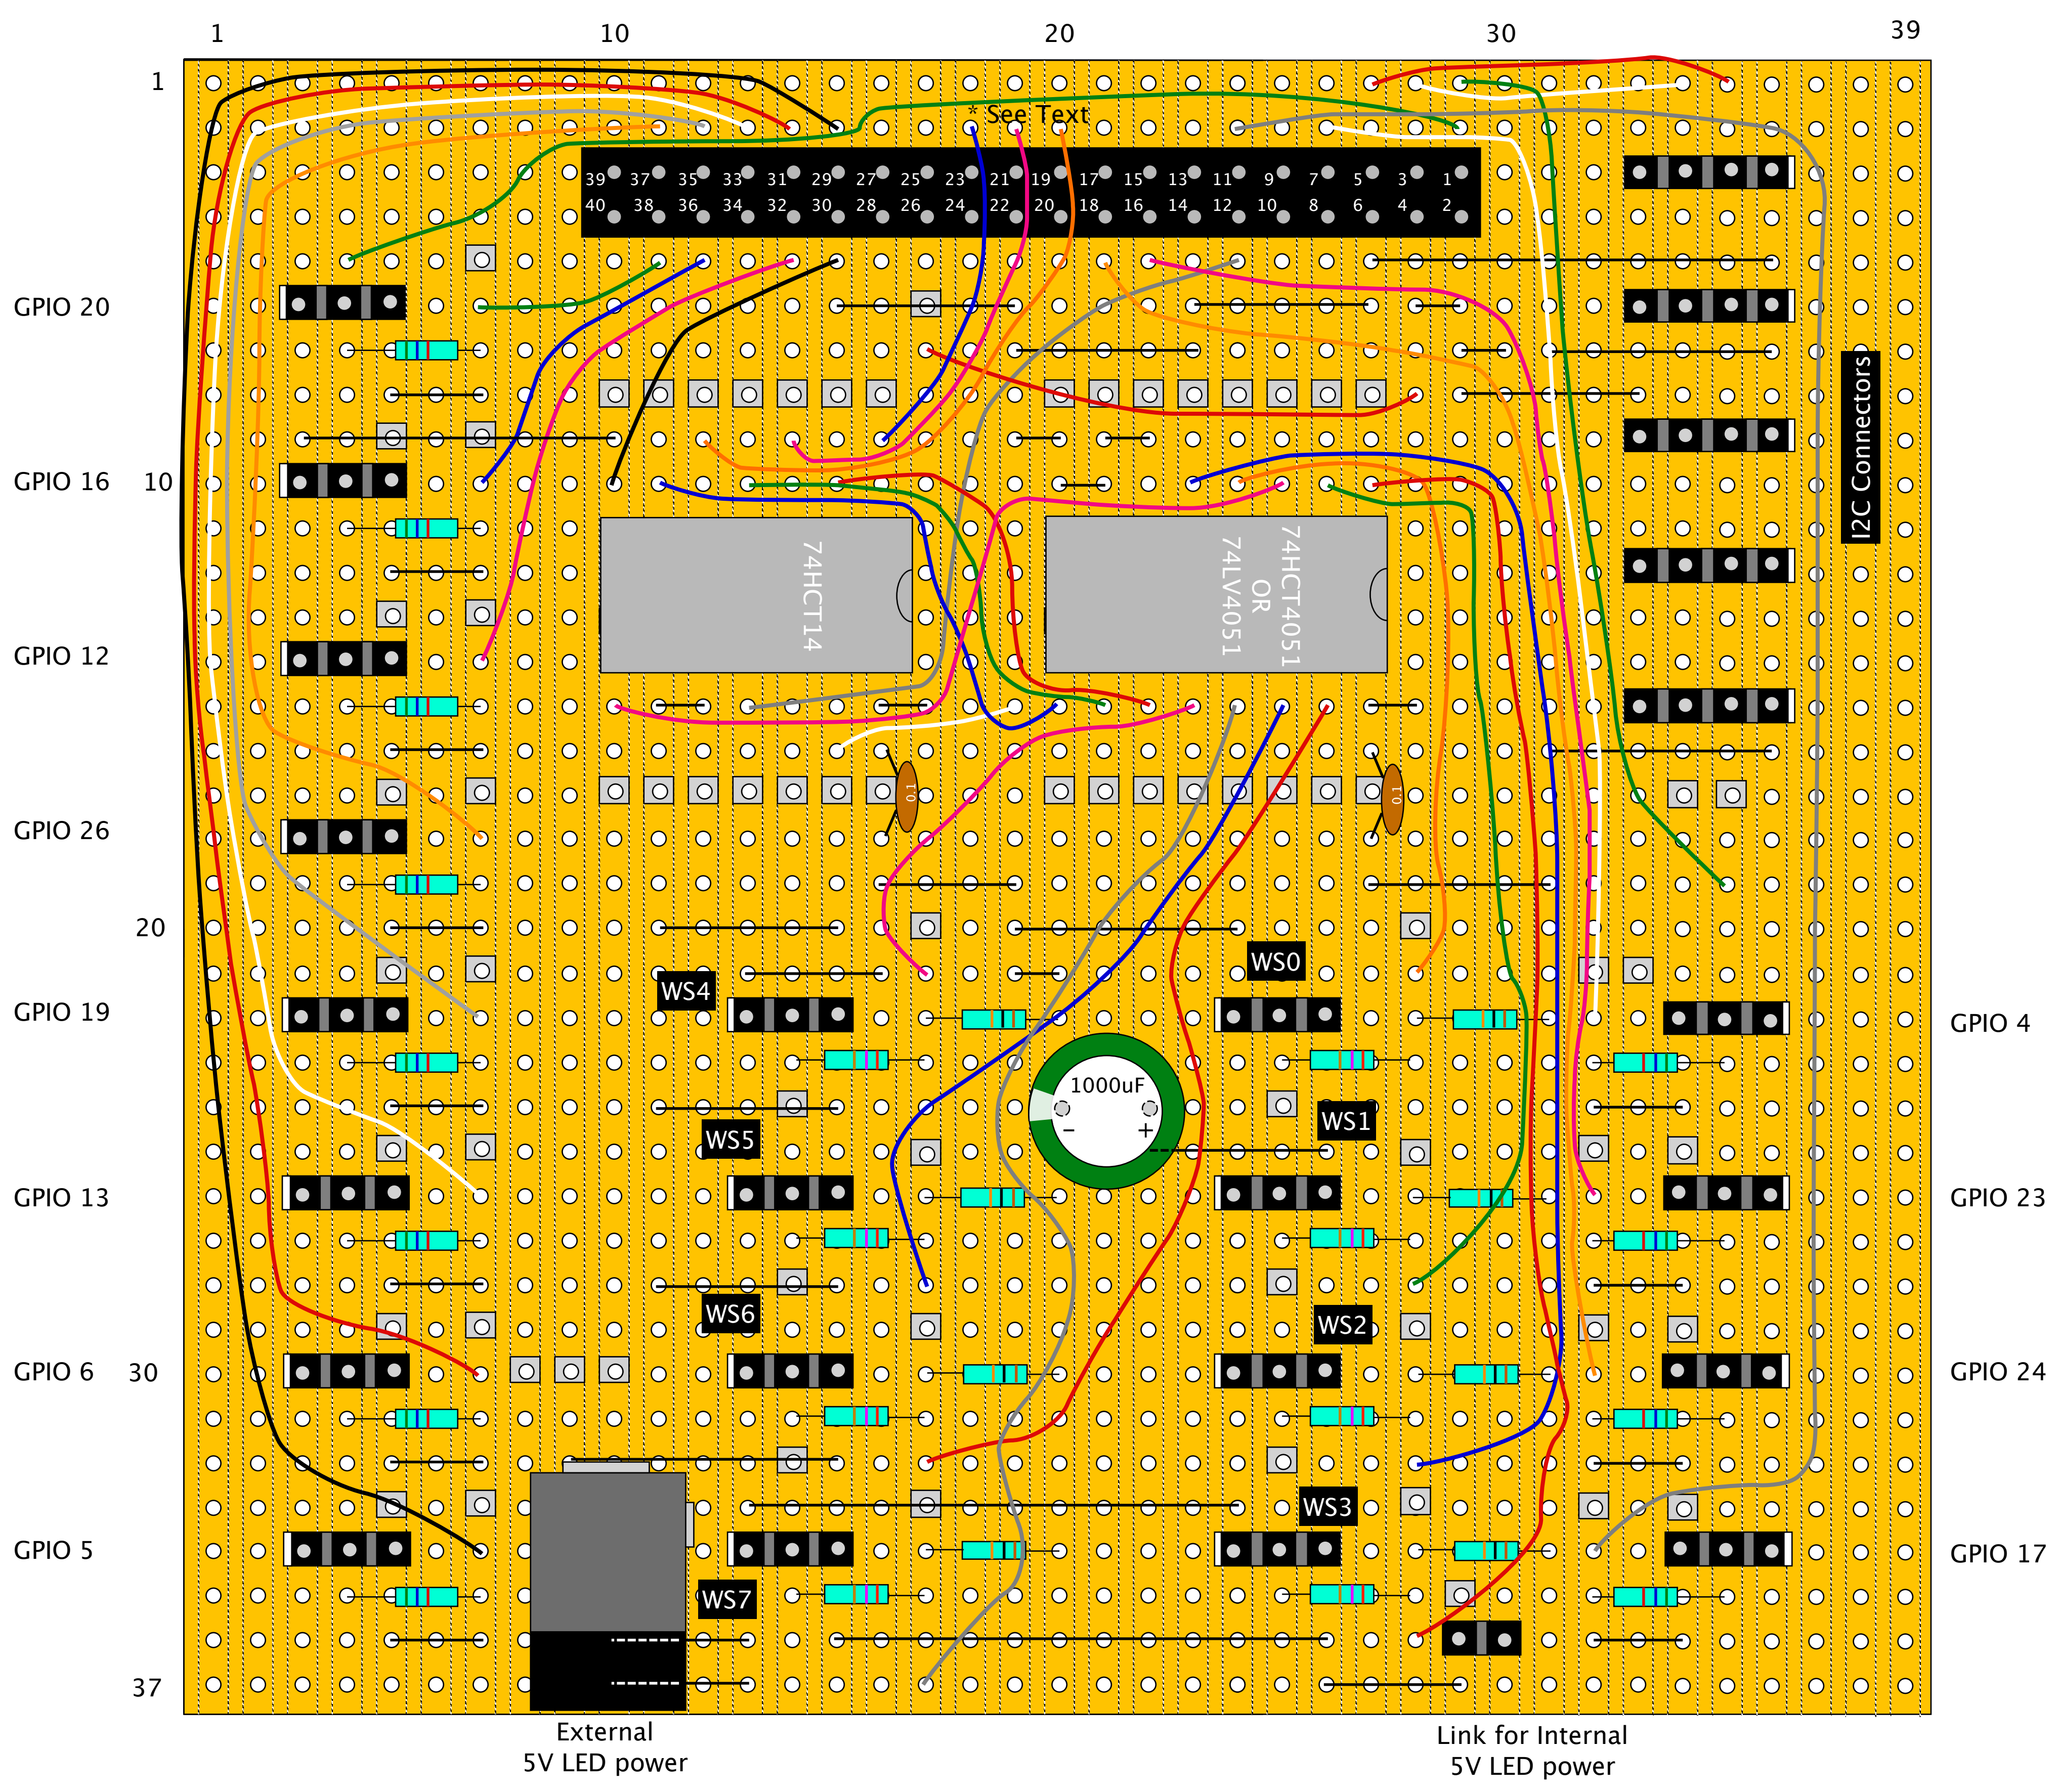 1 10 20 30 39
1
* See Text
39 37 35 33 31 29 27 25 23 21 19 17 15 13 11 9 7 5 3 1
40 38 36 34 32 30 28 26 24 22 20 18 16 14 12 10 8 6 4 2
GPIO 20
I2C Connectors
GPIO 16
10
74HCT14
74HCT4051
OR
74LV4051
GPIO 12
0.1
0.1
GPIO 26
20
WS0
WS4
GPIO 19
GPIO 4
1000uF
– +
WS1
WS5
GPIO 13
GPIO 23
WS6
WS2
GPIO 6
30
GPIO 24
WS3
GPIO 5
GPIO 17
WS7
37
External
5V LED power
Link for Internal
5V LED power